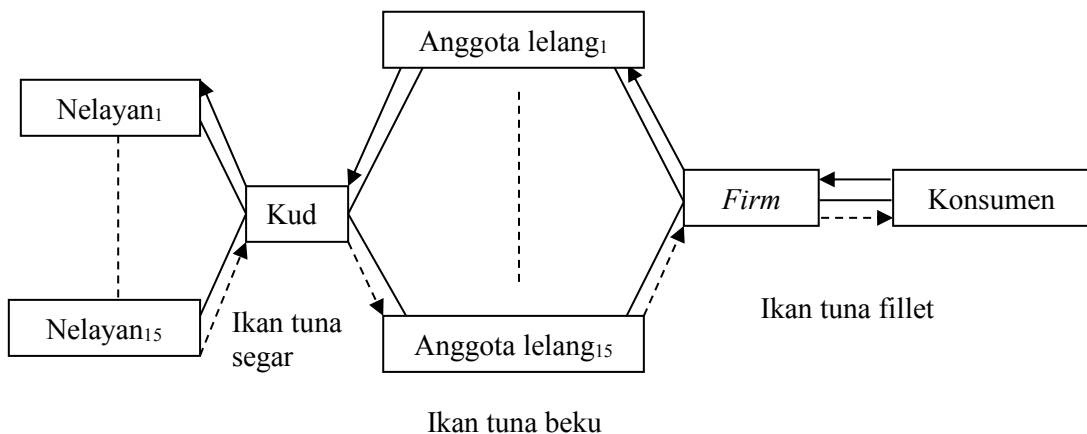 Anggota lelang1
Nelayan1
Kud
Firm
Konsumen
Nelayan15
Ikan tuna
segar
Anggota lelang15
Ikan tuna fillet
Ikan tuna beku